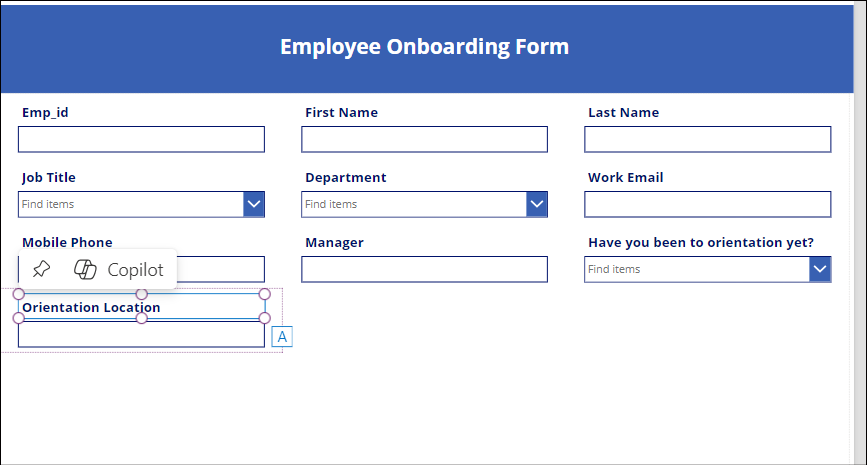 Employee Onboarding Form
Emp_id First Name Last Name
Job Title Department Work Email
Find items Find items
Mobile Phone Manager Have you been to orientation yet?
Copilot Find items
Orientation Location
A